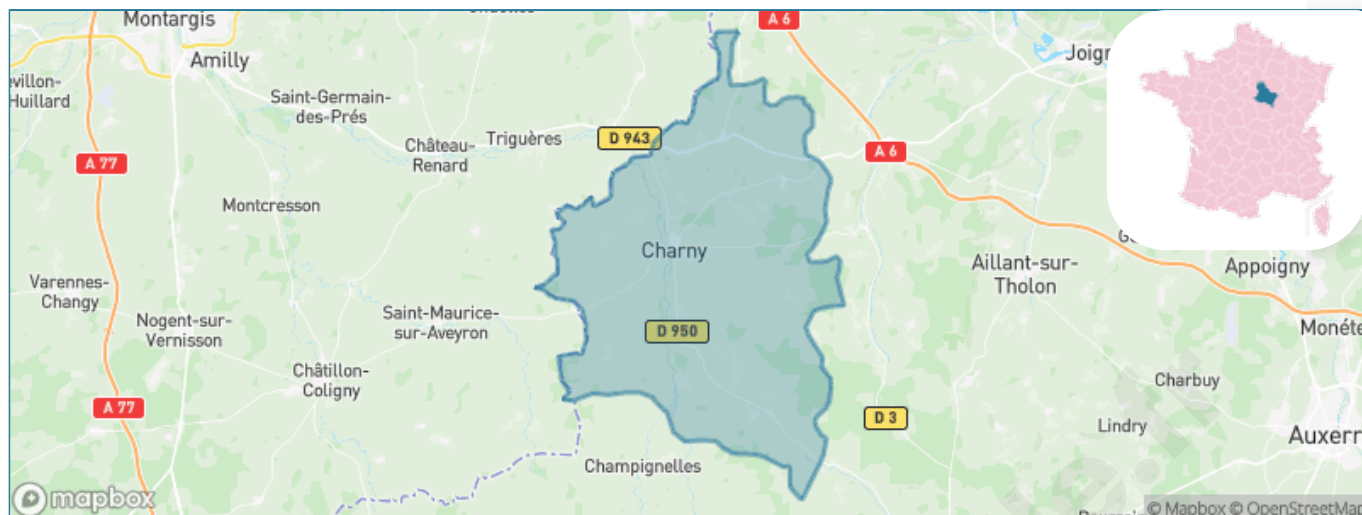 Montargis
A 6
Amilly
Joign
evillon-
Huillard
Saint-Germain-
des-Prés
Triguères
D 943
Château-
Renard
A 6
A 77
Montcresson
Charny
Appoigny
Aillant-sur-
Tholon
Varennes-
Changy
Saint-Maurice-
sur-Aveyron
Nogent-sur-
Vernisson
D 950
Monéte
Châtillon-
Coligny
Charbuy
A 77
D 3
Lindry
Auxerr
Champignelles
mapbox
© Mapbox © OpenStreetMap